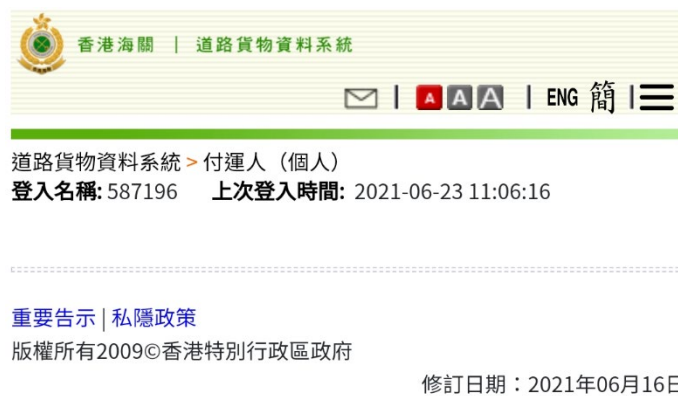 香港海關 | 道路貨物資料系統
A A A | ENG 簡 |
道路貨物資料系統 > 付運人（個人）
登入名稱: 587196 上次登入時間: 2021-06-23 11:06:16
重要告示 | 私隱政策
版權所有2009©香港特別行政區政府
修訂日期：2021年06月16日